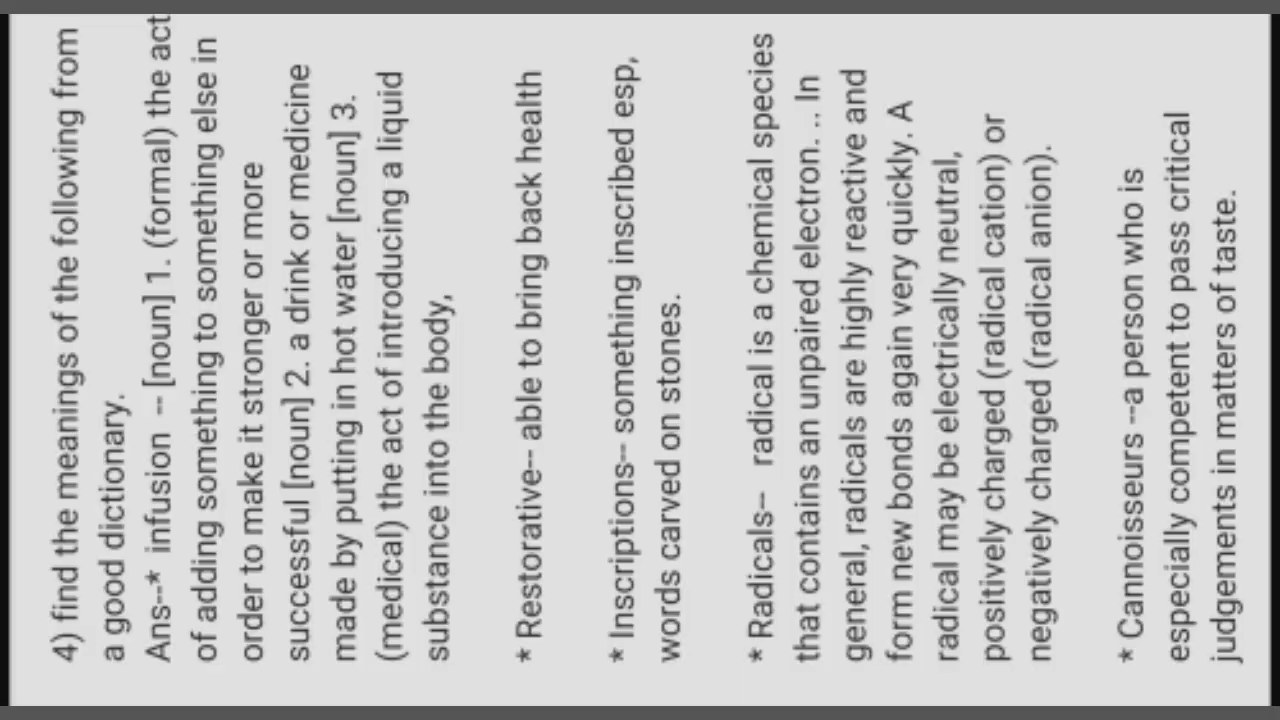 4) find the meanings of the following from
a good dictionary.
Ans--* infusion -- [noun] 1. (formal) the act
of adding something to something else in
order to make it stronger or more
successful [noun] 2. a drink or medicine
made by putting in hot water [noun] 3.
(medical) the act of introducing a liquid
substance into the body,
* Restorative-- able to bring back health
* Inscriptions-- something inscribed esp,
words carved on stones.
* Radicals-- radical is a chemical species
that contains an unpaired electron. .. In
general, radicals are highly reactive and
form new bonds again very quickly. A
radical may be electrically neutral,
positively charged (radical cation) or
negatively charged (radical anion).
* Cannoisseurs --a person who is
especially competent to pass critical
judgements in matters of taste.